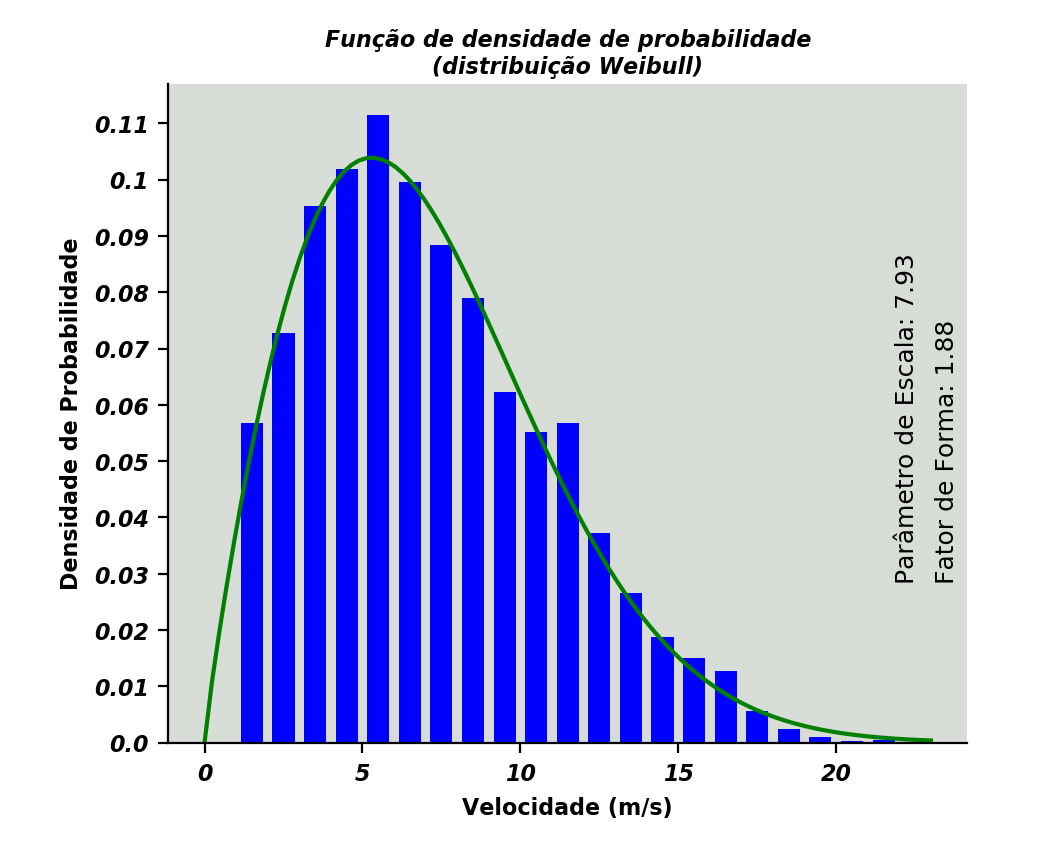 Função de densidade de probabilidade
(distribuição Weibull)
0.11
0.1
0.09
0.08
0.07
0.06
0.05
0.04
0.03
0.02
0.01
0.0
Densidade de Probabilidade
Parâmetro de Escala: 7.93
Fator de Forma: 1.88
0 5 10 15 20
Velocidade (m/s)